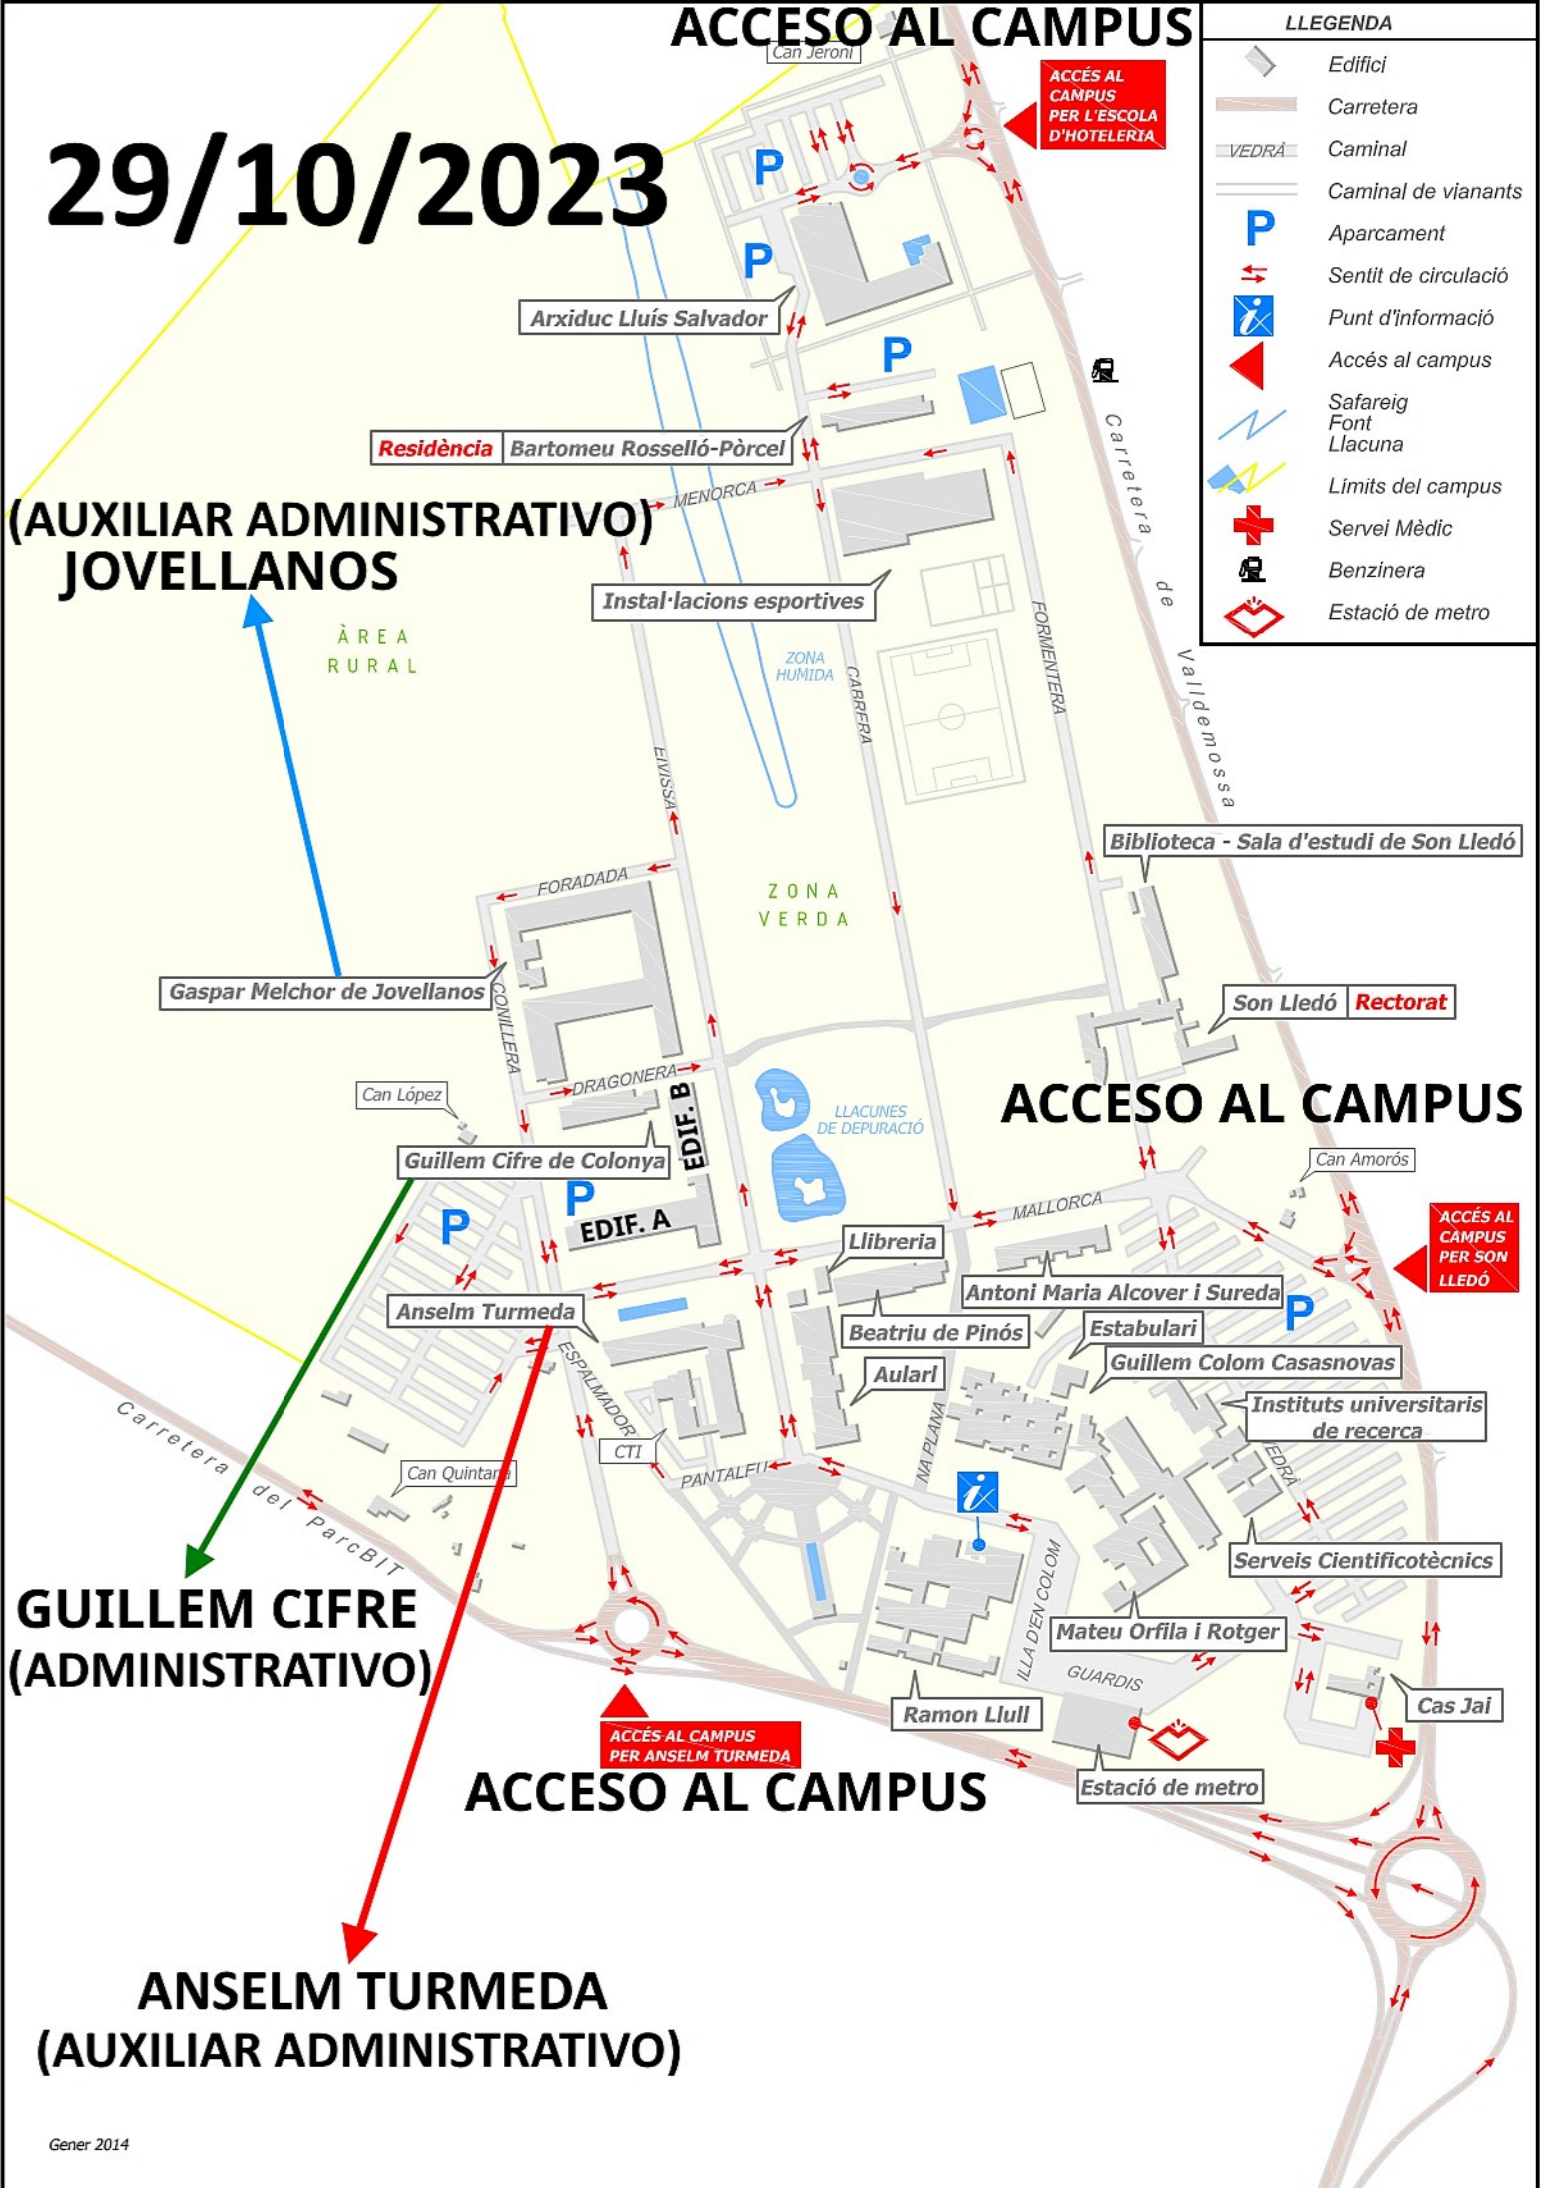 ACCESO AL CAMPUS
Can Jeroni
ACCÉS AL
CAMPUS
PER L'ESCOLA
D'HOTELERIA
29/10/2023
LLEGENDA
Edifici
Carretera
VEDRÀ
Caminal
Caminal de vianants
P
Aparcament
Sentit de circulació
i
Punt d'informació
Accés al campus
Safareig
Font
Llacuna
Límits del campus
Servei Mèdic
Benzinera
Estació de metro
P
P
Arxiduc Lluís Salvador
P
Residència
Bartomeu Rosselló-Pòrcel
Carretera de Valldemossa
MENORCA
(AUXILIAR ADMINISTRATIVO)
JOVELLANOS
Instal·lacions esportives
ÀREA
RURAL
ZONA
HUMIDA
CABRERA
FORMENTERA
EIVISSA
Biblioteca - Sala d'estudi de Son Lledó
FORADADA
ZONA
VERDA
Gaspar Melchor de Jovellanos
CONILLERA
Son Lledó
Rectorat
DRAGONERA
Can López
EDIF. B
LLACUNES
DE DEPURACIÓ
ACCESO AL CAMPUS
Guillem Cifre de Colonya
Can Amorós
P
P
EDIF. A
MALLORCA
ACCÉS AL
CAMPUS
PER SON
LLEDÓ
Llibreria
Antoni Maria Alcover i Sureda
P
Anselm Turmeda
Beatriu de Pinós
Estabulari
Guillem Colom Casasnovas
Aularl
ESPALMADOR
Instituts universitaris
de recerca
NA PLANA
VEDRÀ
CTI
PANTALEU
Can Quintana
Carretera del ParcBIT
i
Serveis Cientificotècnics
ILLA D'EN COLOM
GUILLEM CIFRE
(ADMINISTRATIVO)
Mateu Orfila i Rotger
GUARDIS
Ramon Llull
Cas Jai
ACCÉS AL CAMPUS
PER ANSELM TURMEDA
Estació de metro
ACCESO AL CAMPUS
ANSELM TURMEDA
(AUXILIAR ADMINISTRATIVO)
Gener 2014